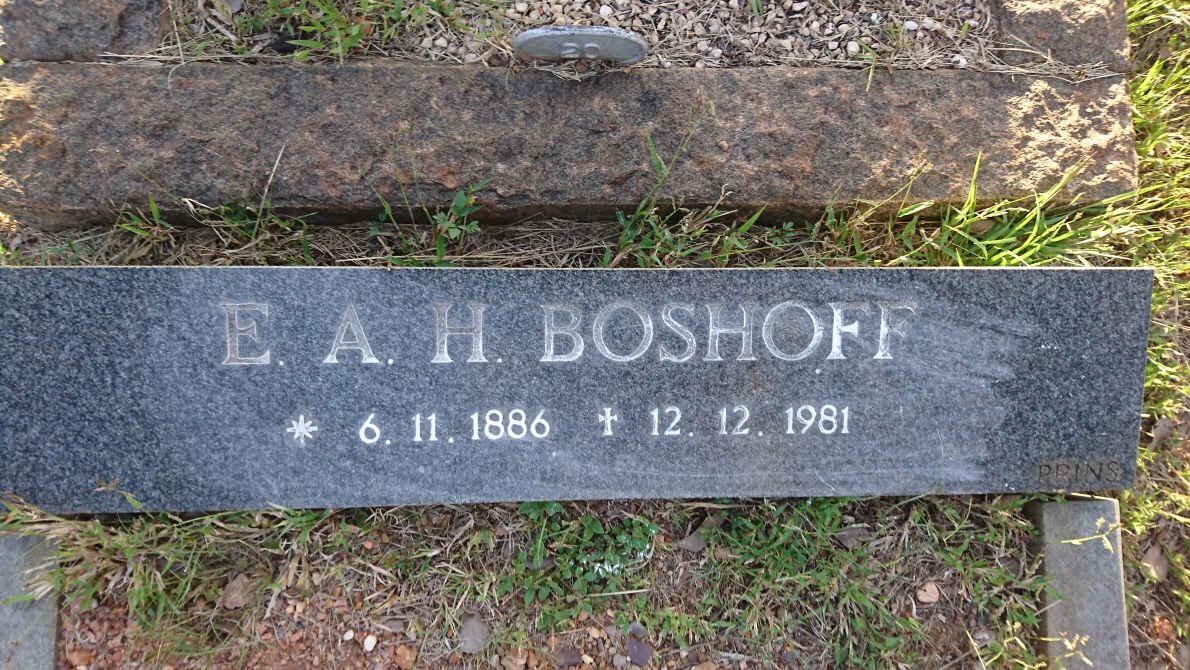 E. A. H. BOSHOFF
* 6. 11. 1886 † 12. 12. 1981
PRINS